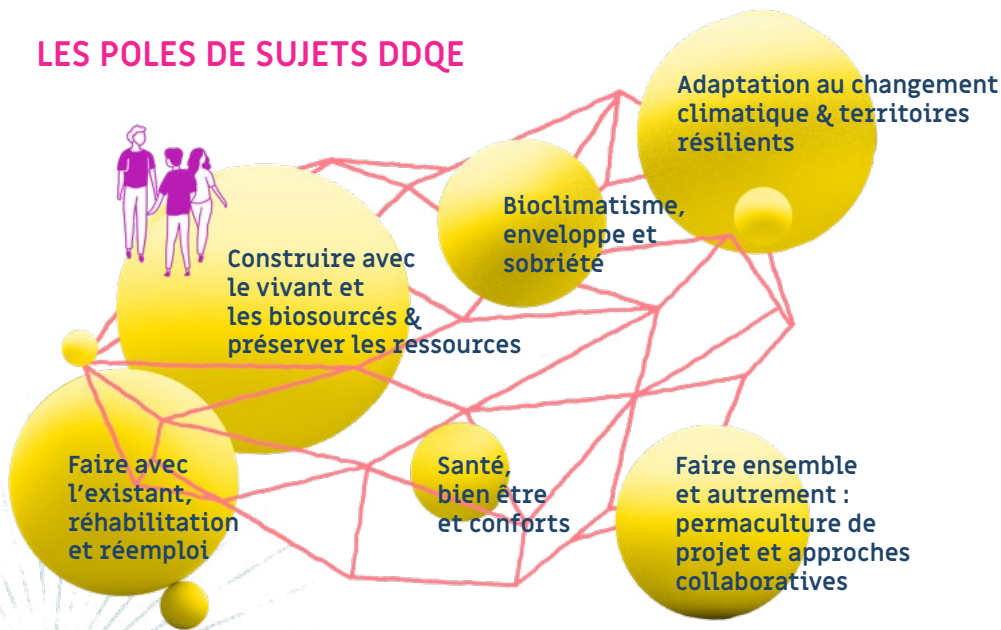 LES POLES DE SUJETS DDQE
Adaptation au changement
climatique & territoires
résilients
Bioclimatisme,
enveloppe et
sobriété
Construire avec
le vivant et
les biosourcés &
préserver les ressources
Faire avec
l'existant,
réhabilitation
et réemploi
Santé,
bien être
et conforts
Faire ensemble
et autrement :
permaculture de
projet et approches
collaboratives